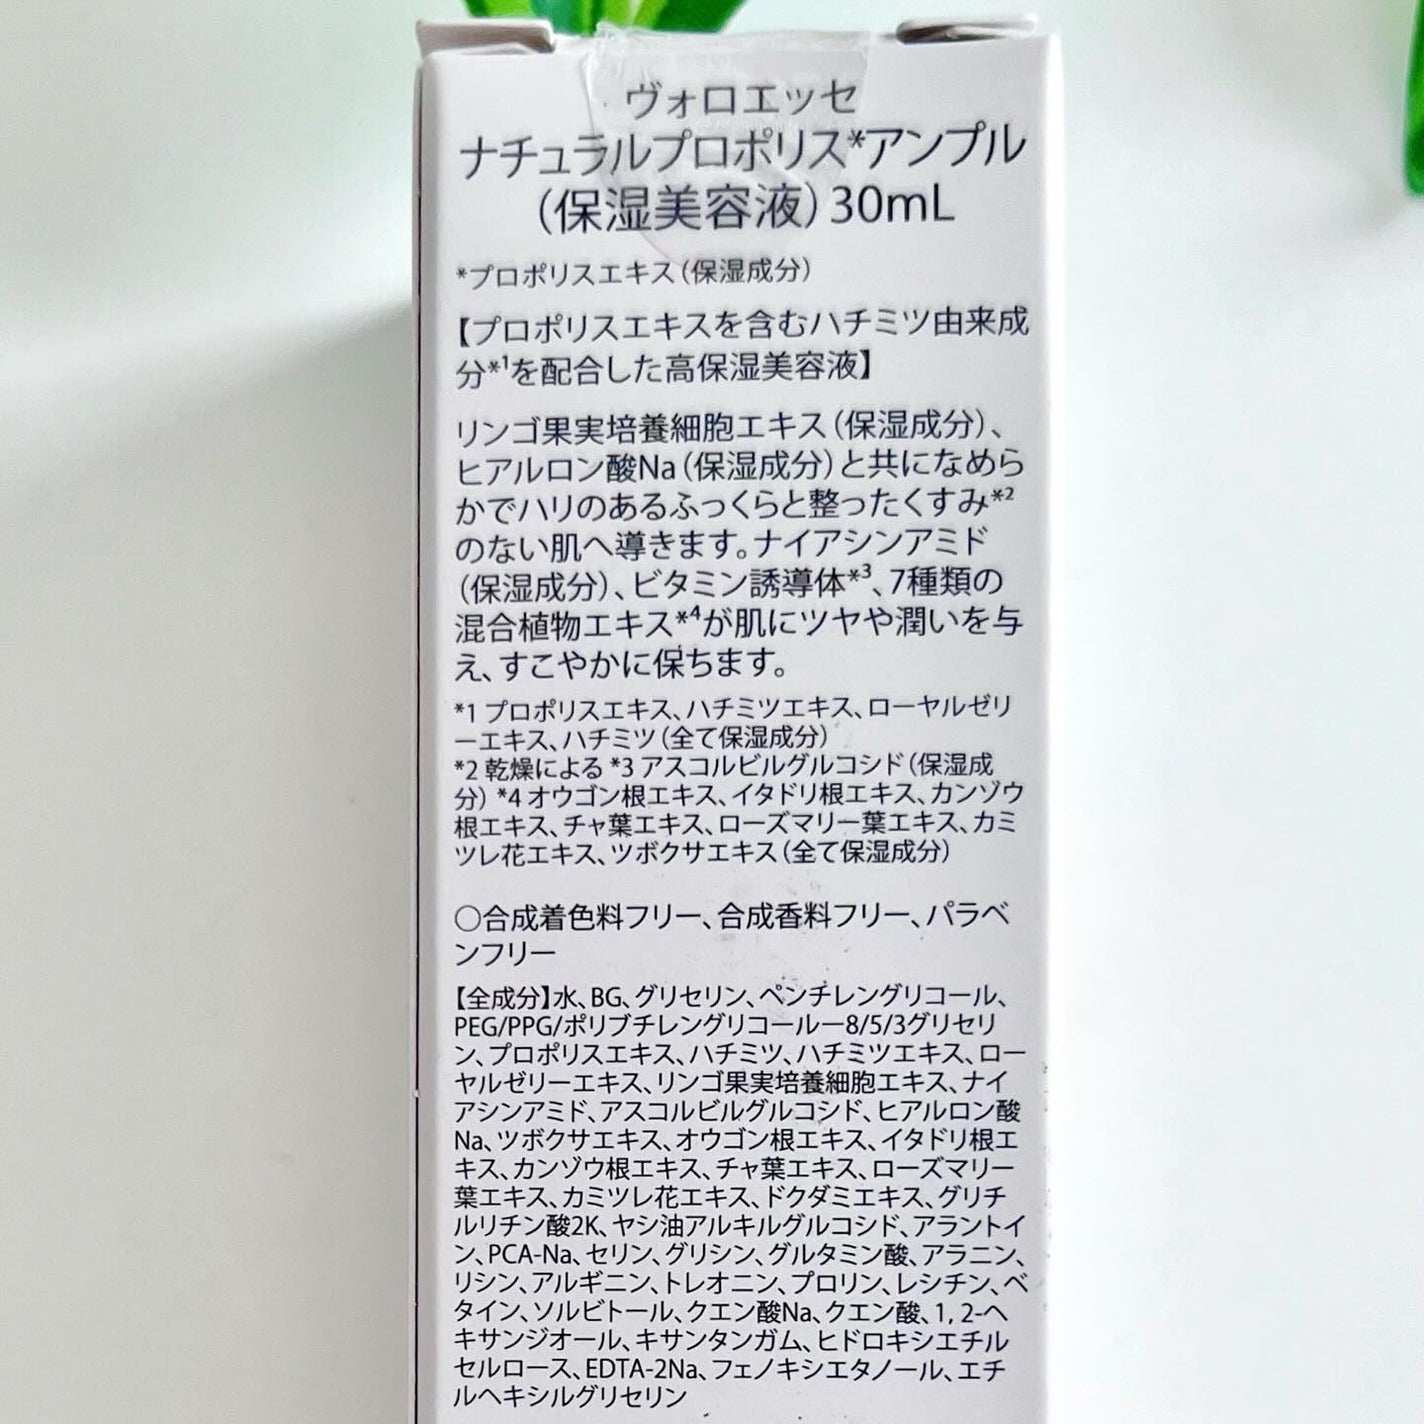 ヴォロエッセ
ナチュラルプロポリス*アンプル
(保湿美容液)30mL
*プロポリスエキス(保湿成分)
【プロポリスエキスを含むハチミツ由来成
分*1を配合した高保湿美容液】
リンゴ果実培養細胞エキス(保湿成分)、
ヒアルロン酸Na(保湿成分)と共になめら
かでハリのあるふっくらと整ったくすみ*2
のない肌へ導きます。ナイアシンアミド
(保湿成分)、ビタミン誘導体*3、7種類の
混合植物エキス*4が肌にツヤや潤いを与
え、すこやかに保ちます。
*1 プロポリスエキス、ハチミツエキス、ローヤルゼリ
ーエキス、ハチミツ(全て保湿成分)
*2 乾燥による *3 アスコルビルグルコシド(保湿成
分) *4 オウゴン根エキス、イタドリ根エキス、カンゾウ
根エキス、チャ葉エキス、ローズマリー葉エキス、カミ
ツレ花エキス、ツボクサエキス(全て保湿成分)
○合成着色料フリー、合成香料フリー、パラベ
ンフリー
【全成分】水、BG、グリセリン、ペンチレングリコール、
PEG/PPG/ポリブチレングリコールー8/5/3グリセリ
ン、プロポリスエキス、ハチミツ、ハチミツエキス、ロー
ヤルゼリーエキス、リンゴ果実培養細胞エキス、ナイ
アシンアミド、アスコルビルグルコシド、ヒアルロン酸
Na、ツボクサエキス、オウゴン根エキス、イタドリ根エ
キス、カンゾウ根エキス、チャ葉エキス、ローズマリー
葉エキス、カミツレ花エキス、ドクダミエキス、グリチ
ルリチン酸2K、ヤシ油アルキルグルコシド、アラントイ
ン、PCA-Na、セリン、グリシン、グルタミン酸、アラニン、
リシン、アルギニン、トレオニン、プロリン、レシチン、ベ
タイン、ソルビトール、クエン酸Na、クエン酸、1, 2-ヘ
キサンジオール、キサンタンガム、ヒドロキシエチル
セルロース、EDTA-2Na、フェノキシエタノール、エチ
ルヘキシルグリセリン